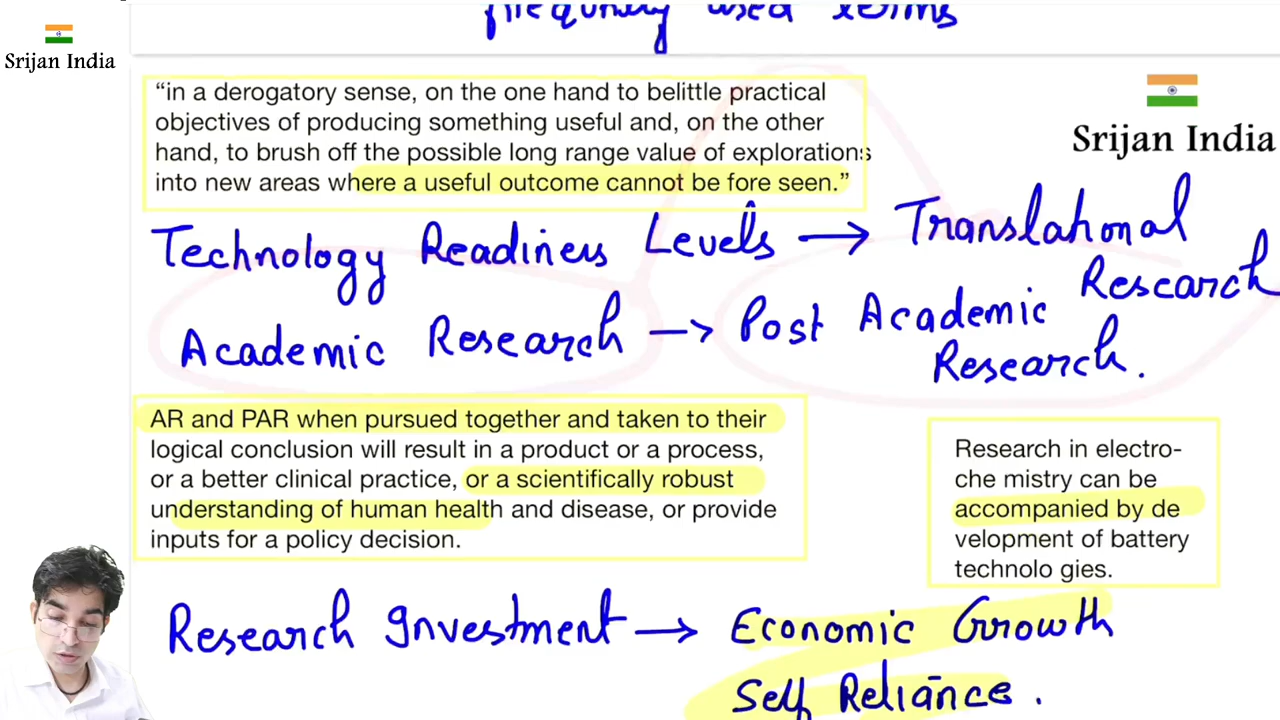 frequently used terms
Srijan India
“in a derogatory sense, on the one hand to belittle practical
objectives of producing something useful and, on the other
hand, to brush off the possible long range value of explorations
into new areas where a useful outcome cannot be fore seen.”
Srijan India
Technology Readiness Levels → Translational
Research
Academic Research → Post Academic
Research.
AR and PAR when pursued together and taken to their
logical conclusion will result in a product or a process,
or a better clinical practice, or a scientifically robust
understanding of human health and disease, or provide
inputs for a policy decision.
Research in electro-
che mistry can be
accompanied by de
velopment of battery
technolo gies.
Research Investment → Economic Growth
Self Reliance.